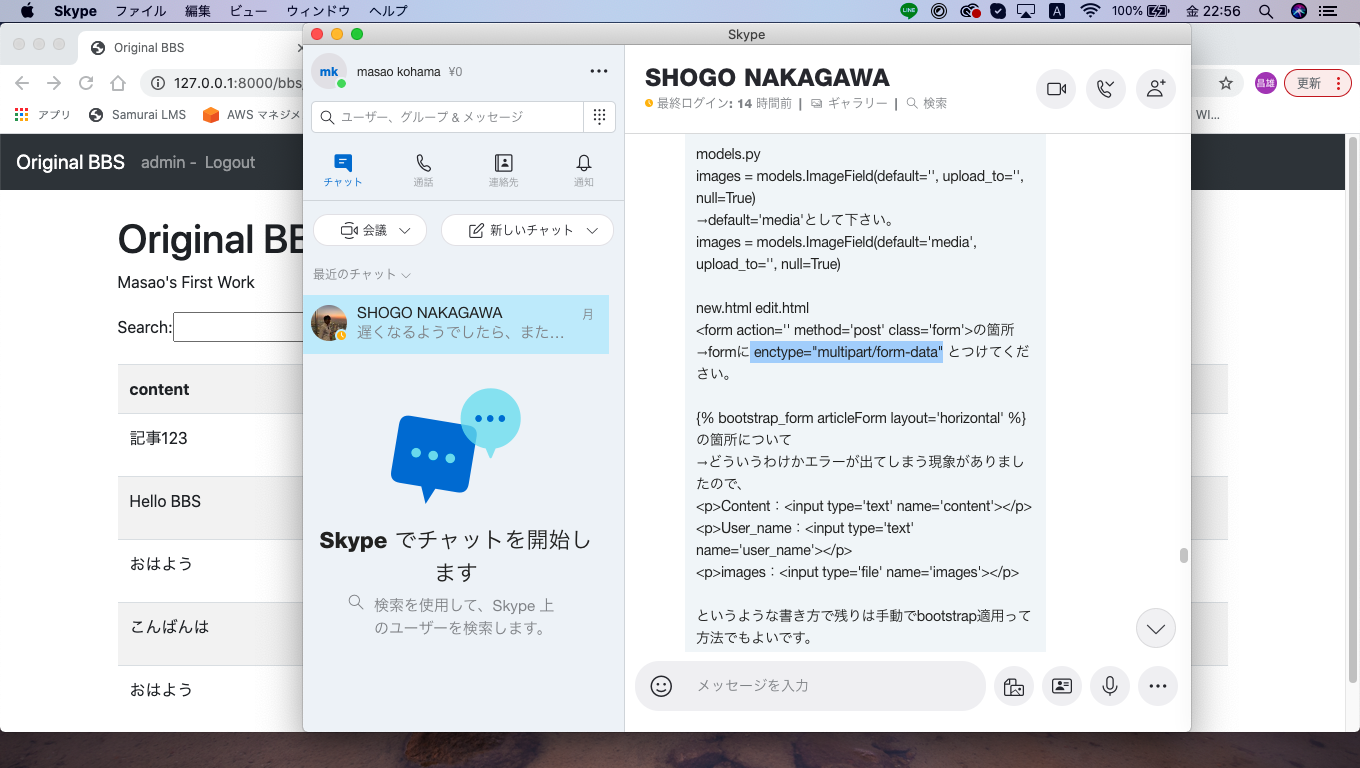 Skype ファイル 編集 ビュー ウィンドウ ヘルプ
LINE
A
100%
金 22:56
Original BBS
127.0.0.1:8000/bbs
昌雄
更新
アプリ
Samurai LMS
AWS マネジメ
WI...
Original BBS admin - Logout
Original BB
Masao's First Work
Search:
content
記事123
Hello BBS
おはよう
こんばんは
おはよう
Skype
mk
masao kohama ¥0
ユーザー、グループ & メッセージ
チャット
通話
連絡先
通知
会議
新しいチャット
最近のチャット
SHOGO NAKAGAWA
月
遅くなるようでしたら、また…
Skype でチャットを開始し
ます
検索を使用して、Skype 上
のユーザーを検索します。
SHOGO NAKAGAWA
最終ログイン: 14 時間前 | ギャラリー | 検索
models.py
images = models.ImageField(default='', upload_to='',
null=True)
→default='media'として下さい。
images = models.ImageField(default='media',
upload_to='', null=True)
new.html edit.html
<form action='' method='post' class='form'>の箇所
→formに enctype="multipart/form-data" とつけてくだ
さい。
{% bootstrap_form articleForm layout='horizontal' %}
の箇所について
→どういうわけかエラーが出てしまう現象がありまし
たので、
<p>Content：<input type='text' name='content'></p>
<p>User_name：<input type='text'
name='user_name'></p>
<p>images：<input type='file' name='images'></p>
というような書き方で残りは手動でbootstrap適用って
方法でもよいです。
メッセージを入力